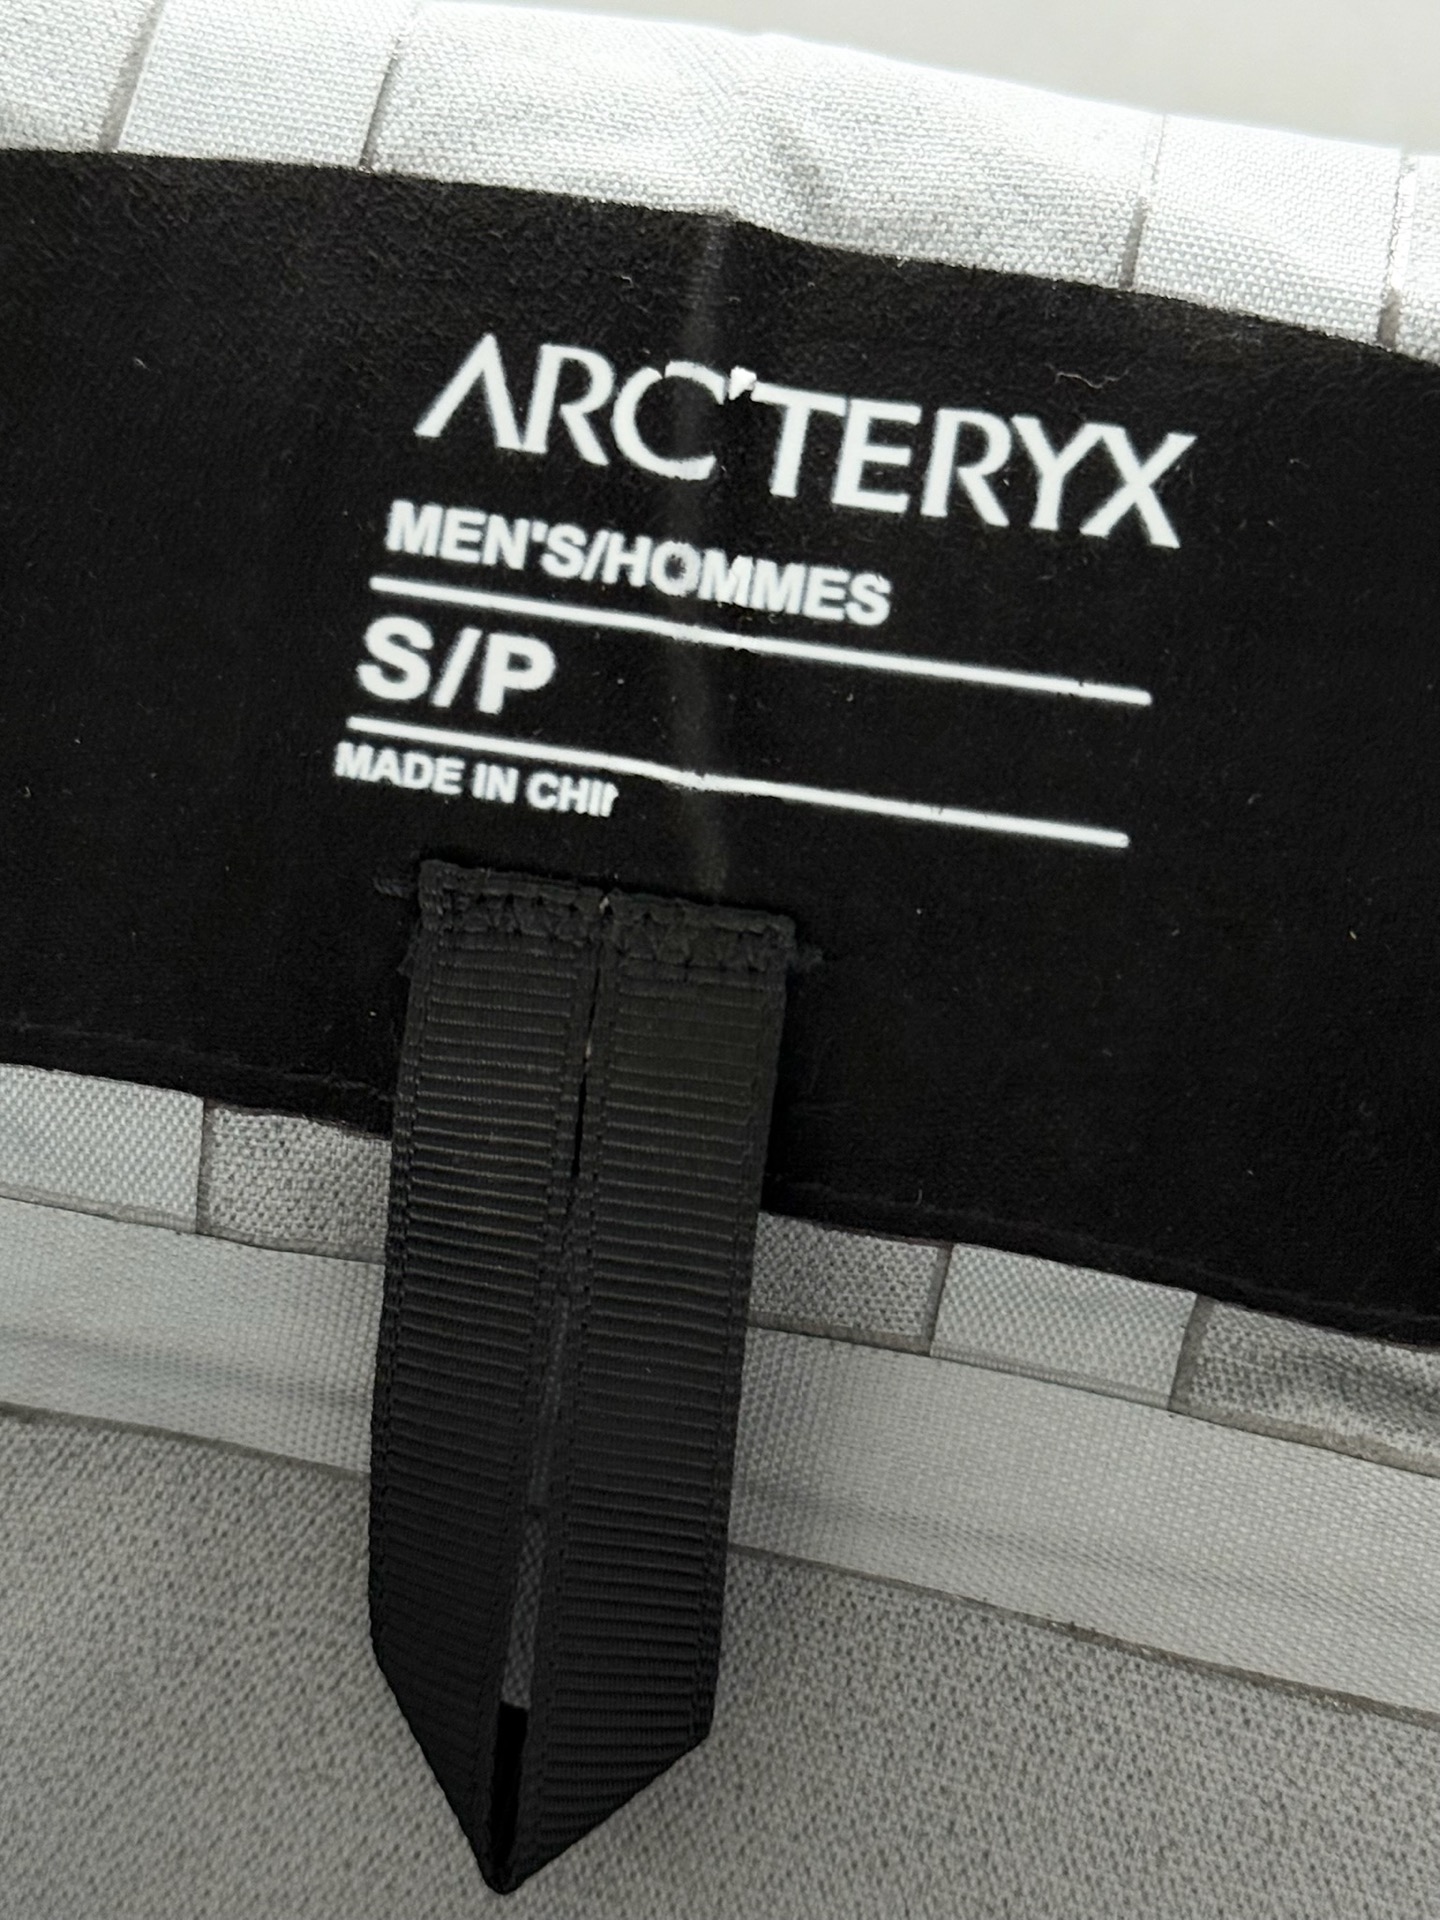 ARC'TERYX
MEN'S/HOMMES
S/P
MADE IN CHI